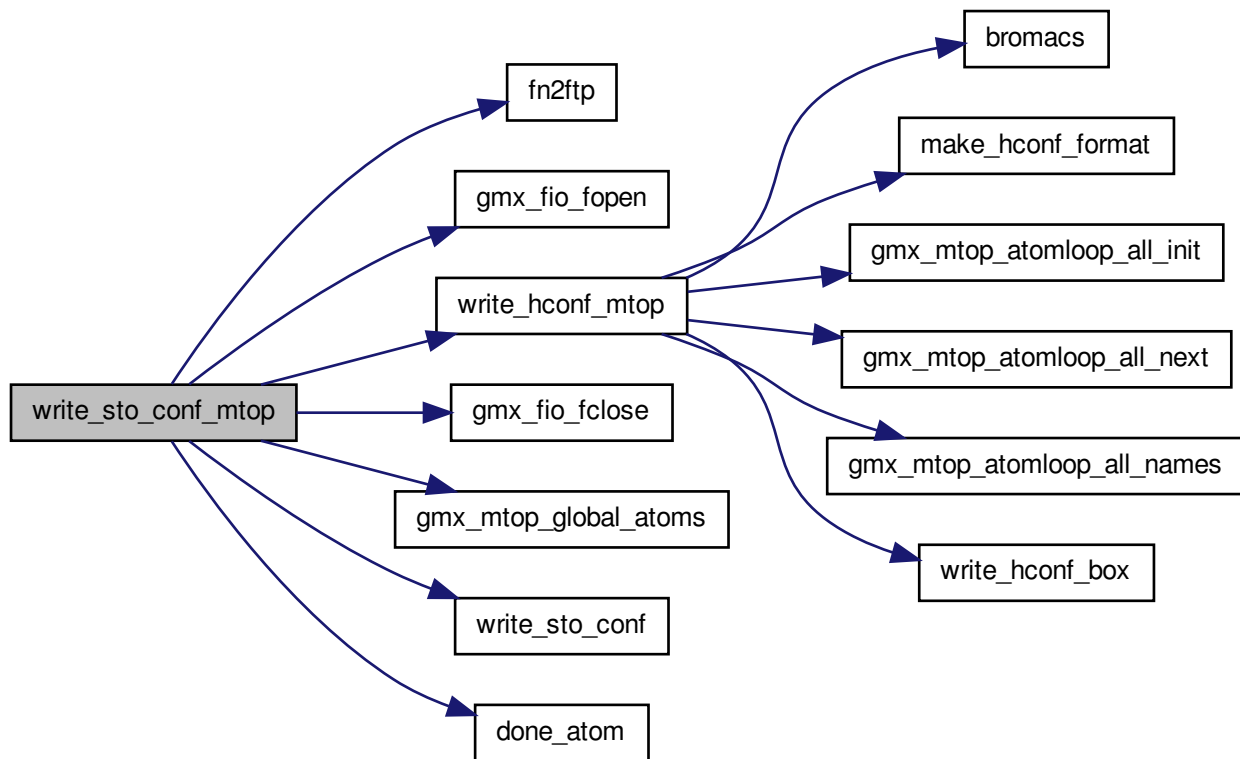 bromacs
fn2ftp
make_hconf_format
gmx_fio_fopen
gmx_mtop_atomloop_all_init
write_hconf_mtop
gmx_mtop_atomloop_all_next
write_sto_conf_mtop
gmx_fio_fclose
gmx_mtop_atomloop_all_names
gmx_mtop_global_atoms
write_hconf_box
write_sto_conf
done_atom